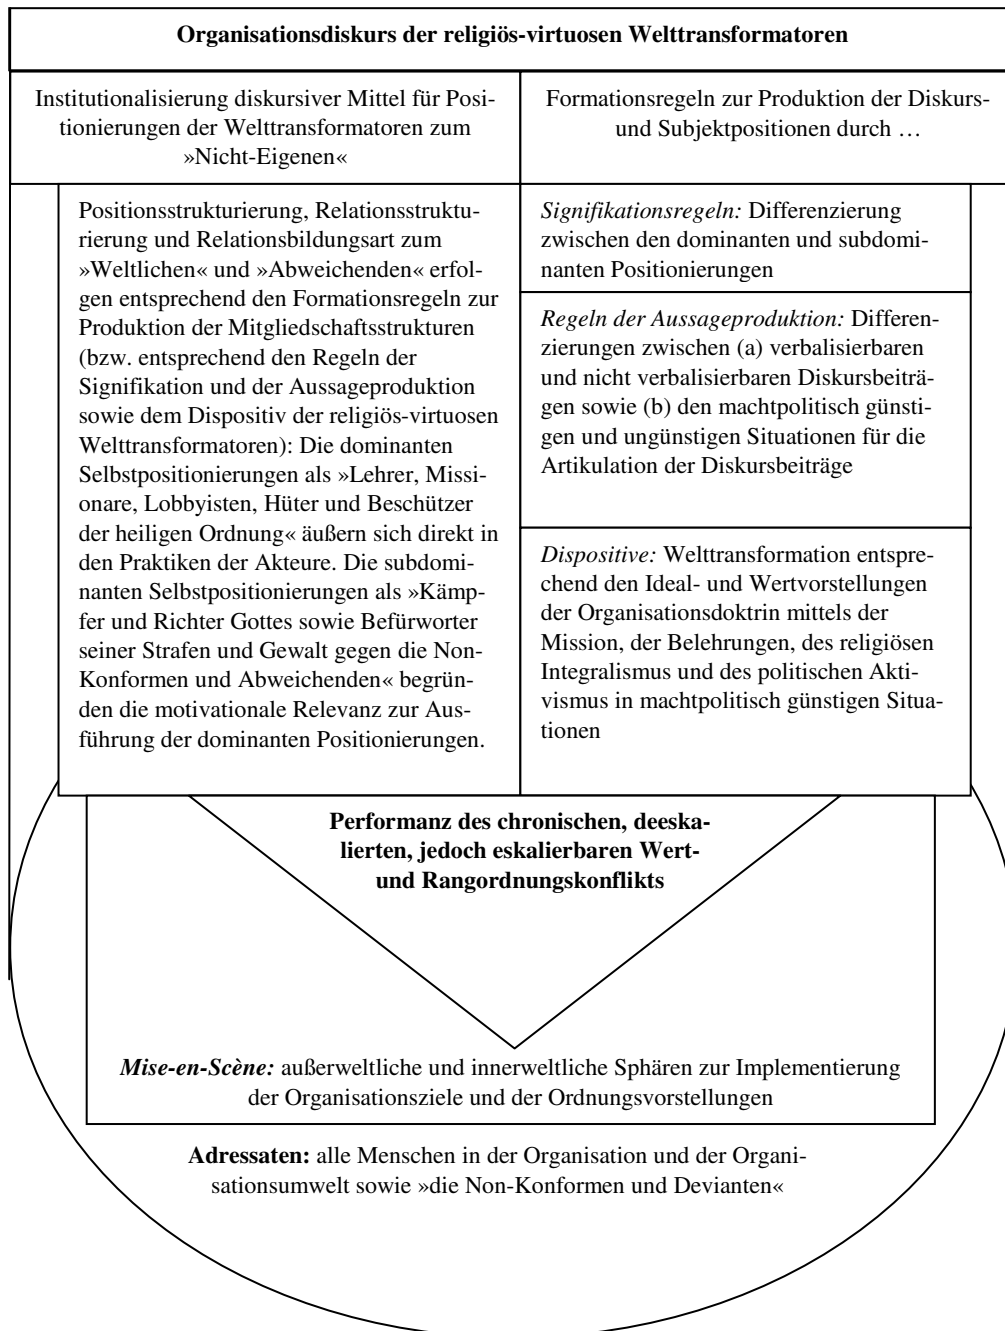 Organisationsdiskurs der religiös-virtuosen Welttransformatoren
Institutionalisierung diskursiver Mittel für Posi-
tionierungen der Welttransformatoren zum
»Nicht-Eigenen«
Formationsregeln zur Produktion der Diskurs-
und Subjektpositionen durch …
Positionsstrukturierung, Relationsstruktu-
rierung und Relationsbildungsart zum
»Weltlichen« und »Abweichenden« erfol-
gen entsprechend den Formationsregeln zur
Produktion der Mitgliedschaftsstrukturen
(bzw. entsprechend den Regeln der
Signifikation und der Aussageproduktion
sowie dem Dispositiv der religiös-virtuosen
Welttransformatoren): Die dominanten
Selbstpositionierungen als »Lehrer, Missi-
onare, Lobbyisten, Hüter und Beschützer
der heiligen Ordnung« äußern sich direkt in
den Praktiken der Akteure. Die subdomi-
nanten Selbstpositionierungen als »Kämp-
fer und Richter Gottes sowie Befürworter
seiner Strafen und Gewalt gegen die Non-
Konformen und Abweichenden« begrün-
den die motivationale Relevanz zur Aus-
führung der dominanten Positionierungen.
Signifikationsregeln: Differenzierung
zwischen den dominanten und subdomi-
nanten Positionierungen
Regeln der Aussageproduktion: Differen-
zierungen zwischen (a) verbalisierbaren
und nicht verbalisierbaren Diskursbeiträ-
gen sowie (b) den machtpolitisch günsti-
gen und ungünstigen Situationen für die
Artikulation der Diskursbeiträge
Dispositive: Welttransformation entspre-
chend den Ideal- und Wertvorstellungen
der Organisationsdoktrin mittels der
Mission, der Belehrungen, des religiösen
Integralismus und des politischen Akti-
vismus in machtpolitisch günstigen Situa-
tionen
Performanz des chronischen, deeska-
lierten, jedoch eskalierbaren Wert-
und Rangordnungskonflikts
Mise-en-Scène: außerweltliche und innerweltliche Sphären zur Implementierung
der Organisationsziele und der Ordnungsvorstellungen
Adressaten: alle Menschen in der Organisation und der Organi-
sationsumwelt sowie »die Non-Konformen und Devianten«